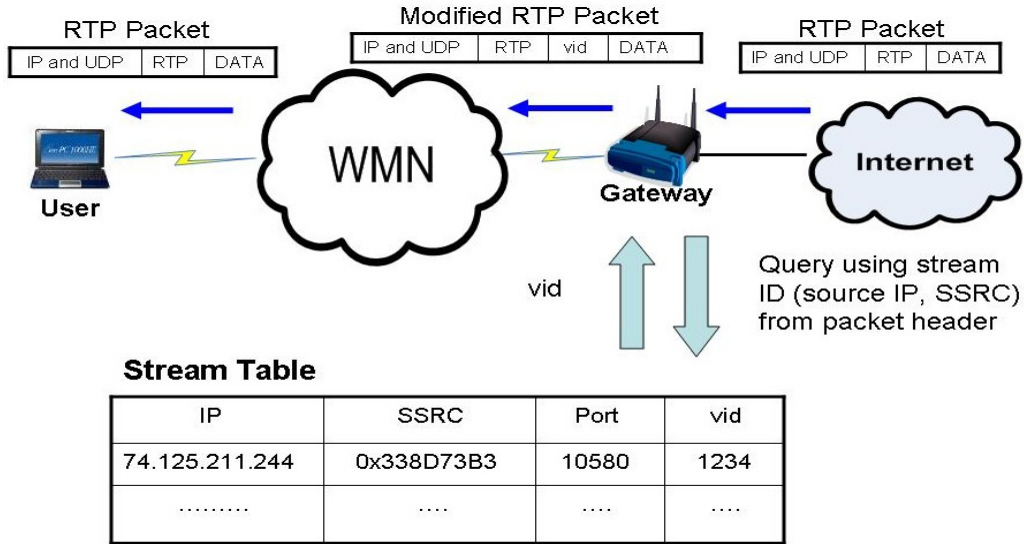 RTP Packet
IP and UDP RTP DATA
Modified RTP Packet
IP and UDP RTP vid DATA
RTP Packet
IP and UDP RTP DATA
User
WMN
Gateway
Internet
vid
Query using stream
ID (source IP, SSRC)
from packet header
Stream Table
IP SSRC Port vid
74.125.211.244 0x338D73B3 10580 1234
......... .... .... ....